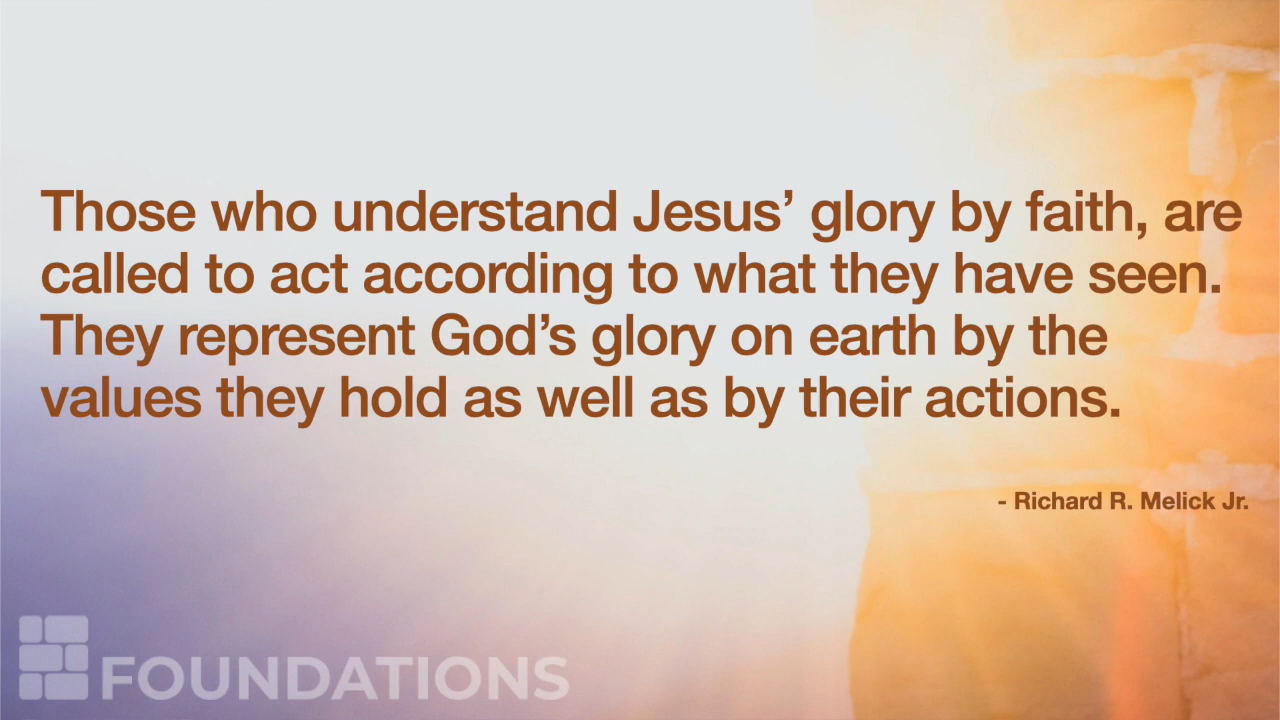 Those who understand Jesus’ glory by faith, are
called to act according to what they have seen.
They represent God’s glory on earth by the
values they hold as well as by their actions.
- Richard R. Melick Jr.
FOUNDATIONS